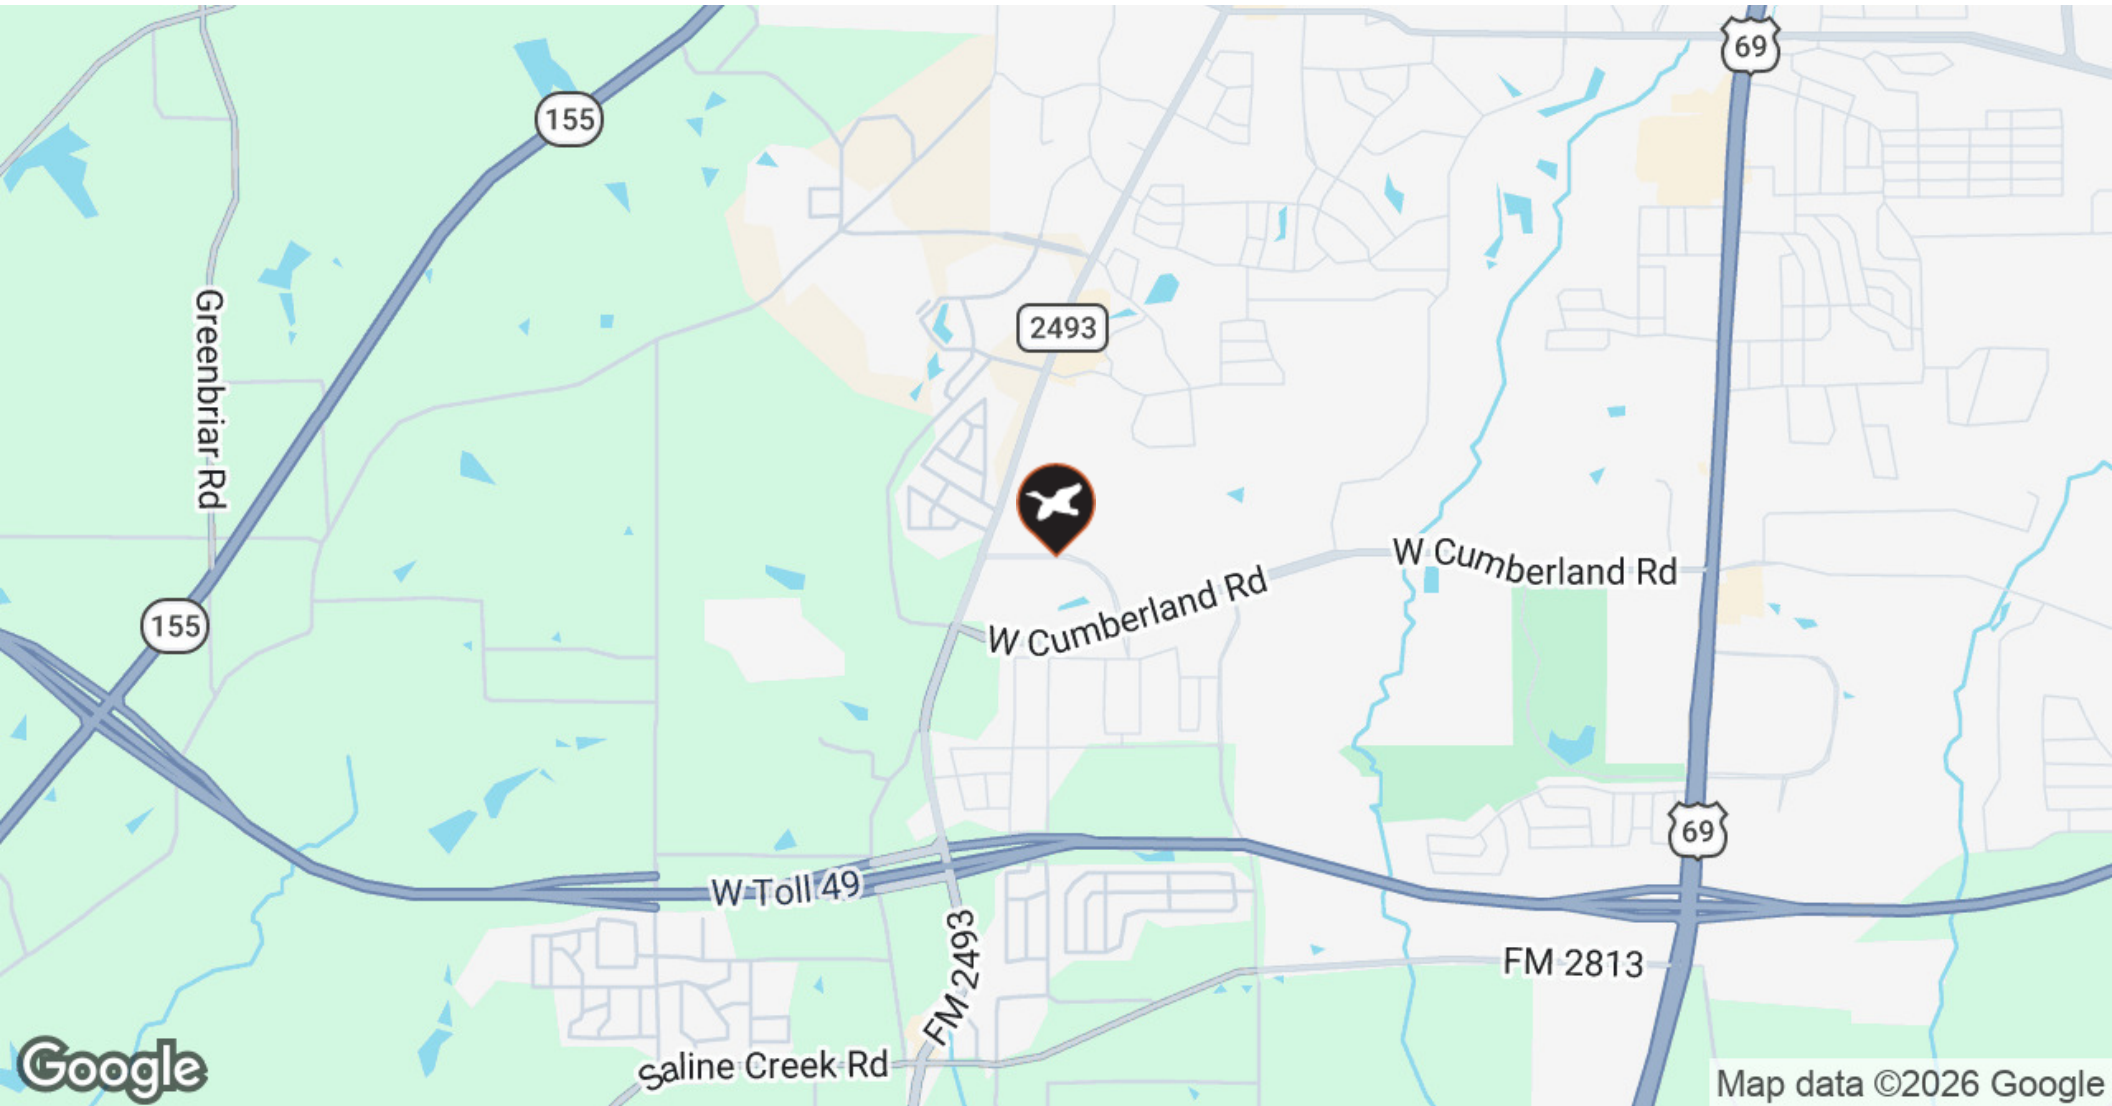 69
155
Greenbriar Rd
2493
W Cumberland Rd
W Cumberland Rd
155
69
W Toll 49
FM 2493
FM 2813
Saline Creek Rd
Google
Map data ©2026 Google